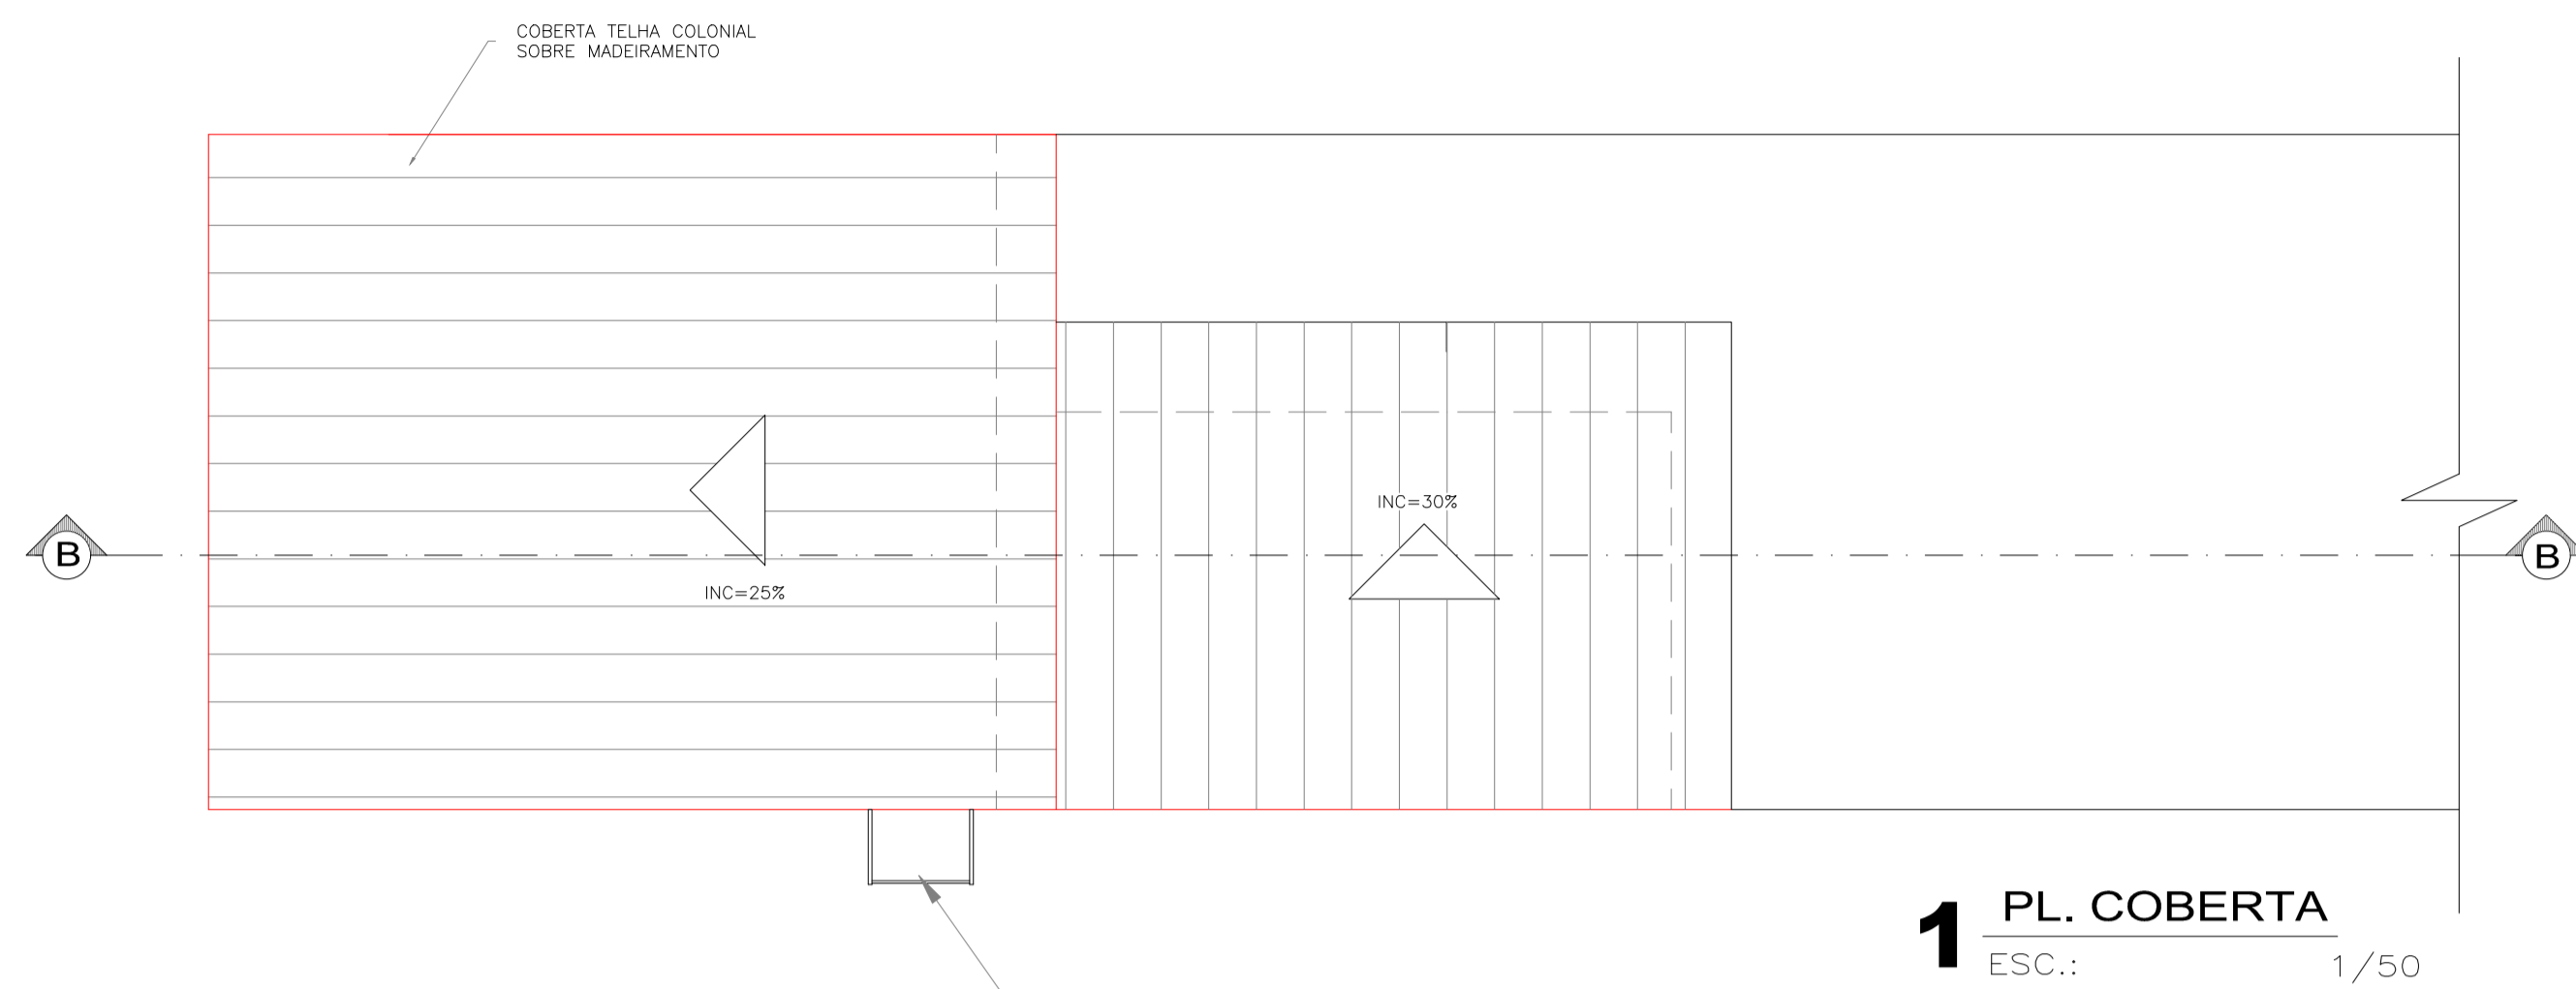 COBERTA TELHA COLONIAL
SOBRE MADEIRAMENTO
INC=30%
B
B
INC=25%
1 PL. COBERTA
ESC.: 1/50